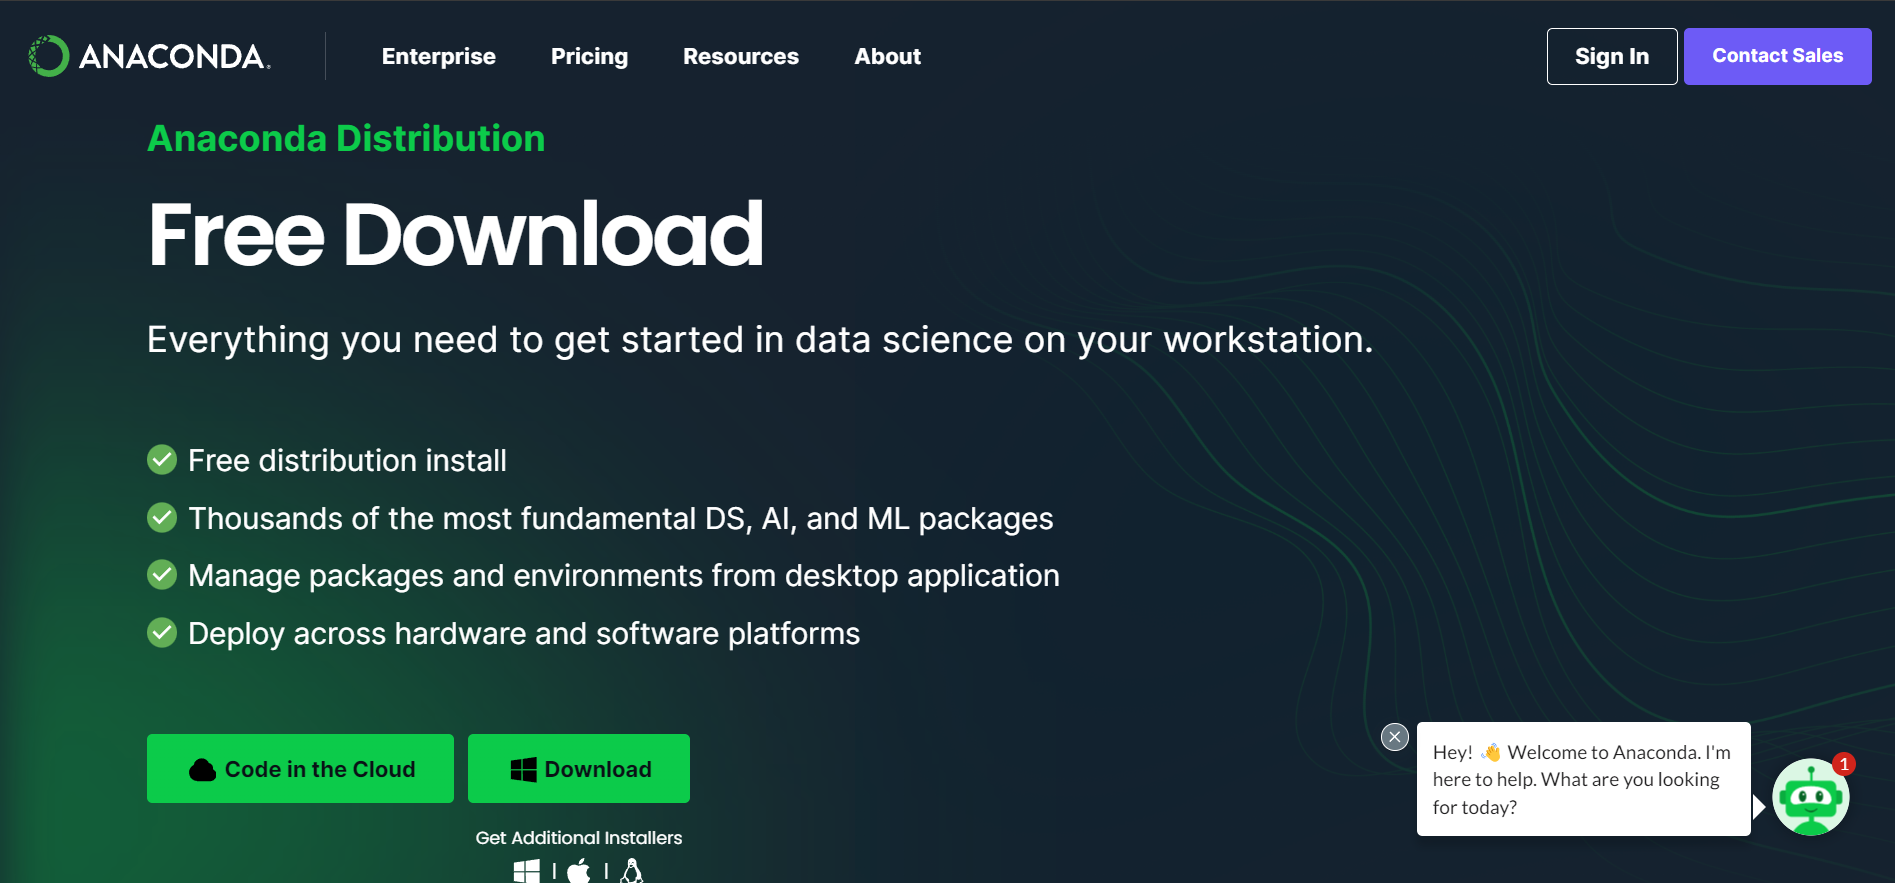 ANACONDA.
Enterprise
Pricing
Resources
About
Sign In
Contact Sales
Anaconda Distribution
Free Download
Everything you need to get started in data science on your workstation.
Free distribution install
Thousands of the most fundamental DS, AI, and ML packages
Manage packages and environments from desktop application
Deploy across hardware and software platforms
Code in the Cloud
Download
Get Additional Installers
Hey! 👋 Welcome to Anaconda. I'm
here to help. What are you looking
for today?
1